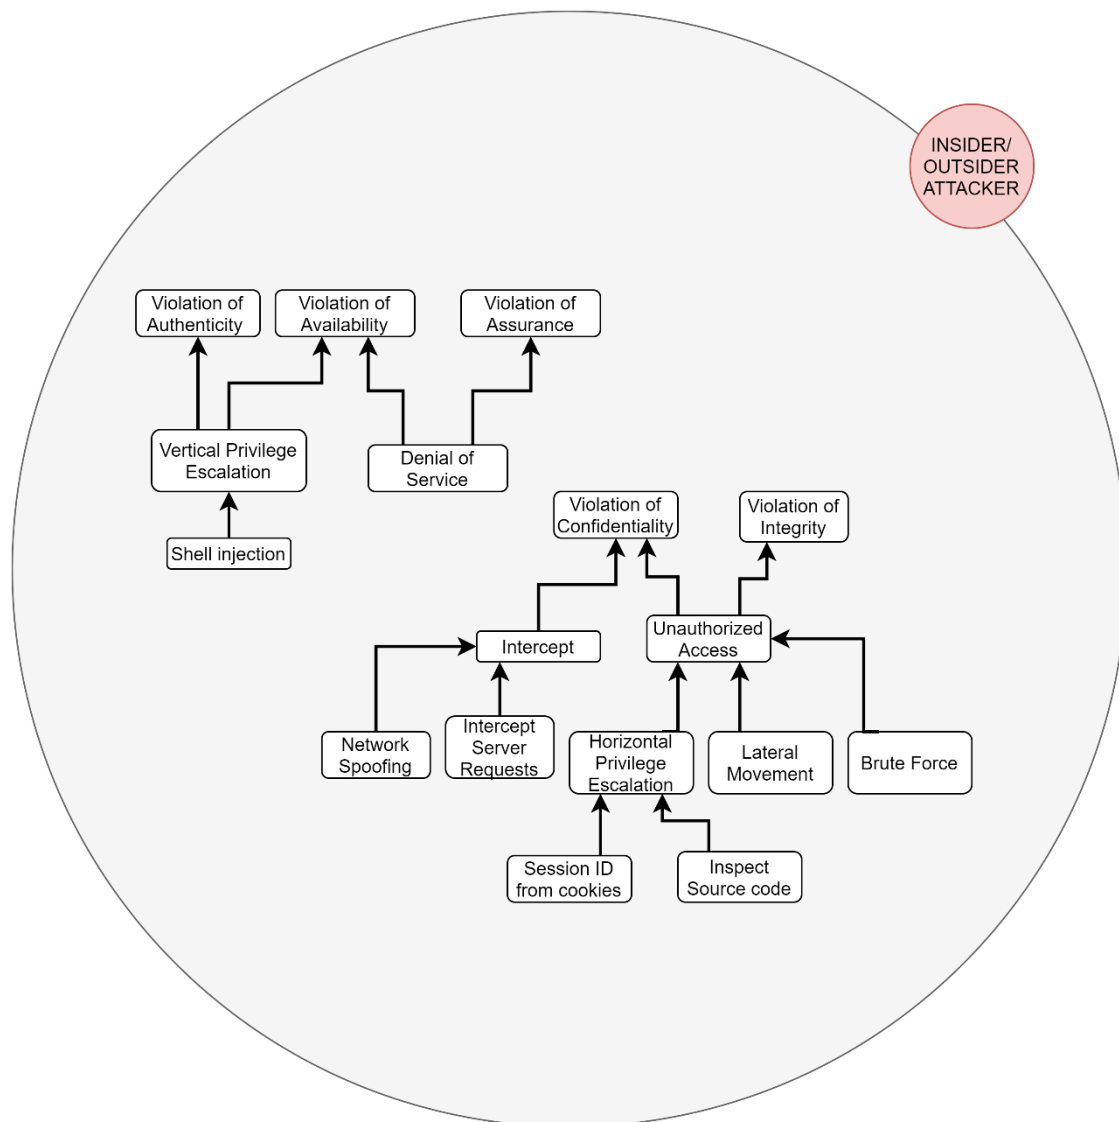 INSIDER/
OUTSIDER
ATTACKER
Violation of
Authenticity
Violation of
Availability
Violation of
Assurance
Vertical Privilege
Escalation
Denial of
Service
Shell injection
Violation of
Confidentiality
Violation of
Integrity
Intercept
Unauthorized
Access
Network
Spoofing
Intercept
Server
Requests
Horizontal
Privilege
Escalation
Lateral
Movement
Brute Force
Session ID
from cookies
Inspect
Source code